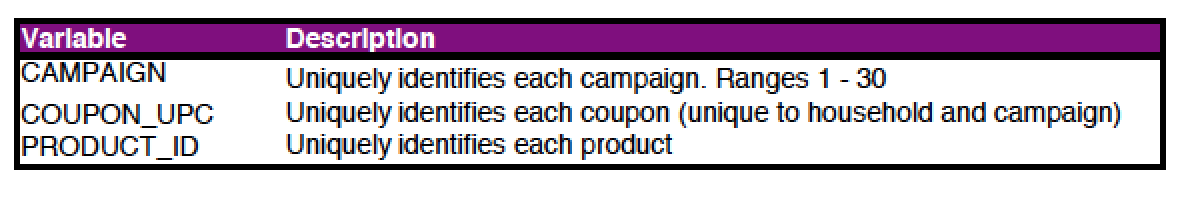 Variable Description
CAMPAIGN Uniquely identifies each campaign. Ranges 1 - 30
COUPON_UPC Uniquely identifies each coupon (unique to household and campaign)
PRODUCT_ID Uniquely identifies each product